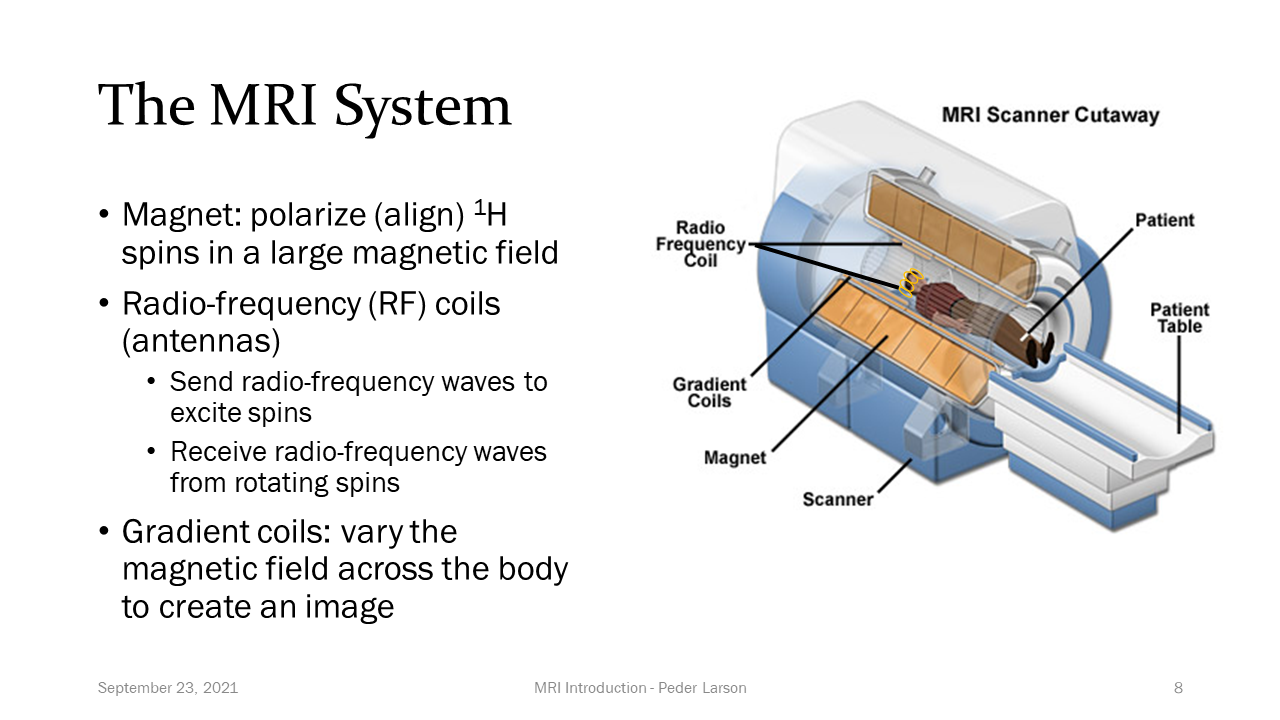 The MRI System
• Magnet: polarize (align) ¹H
spins in a large magnetic field
• Radio-frequency (RF) coils
(antennas)
• Send radio-frequency waves to
excite spins
• Receive radio-frequency waves
from rotating spins
• Gradient coils: vary the
magnetic field across the body
to create an image
MRI Scanner Cutaway
Radio
Frequency
Coil
Patient
Patient
Table
Gradient
Coils
Magnet
Scanner
September 23, 2021
MRI Introduction - Peder Larson
8